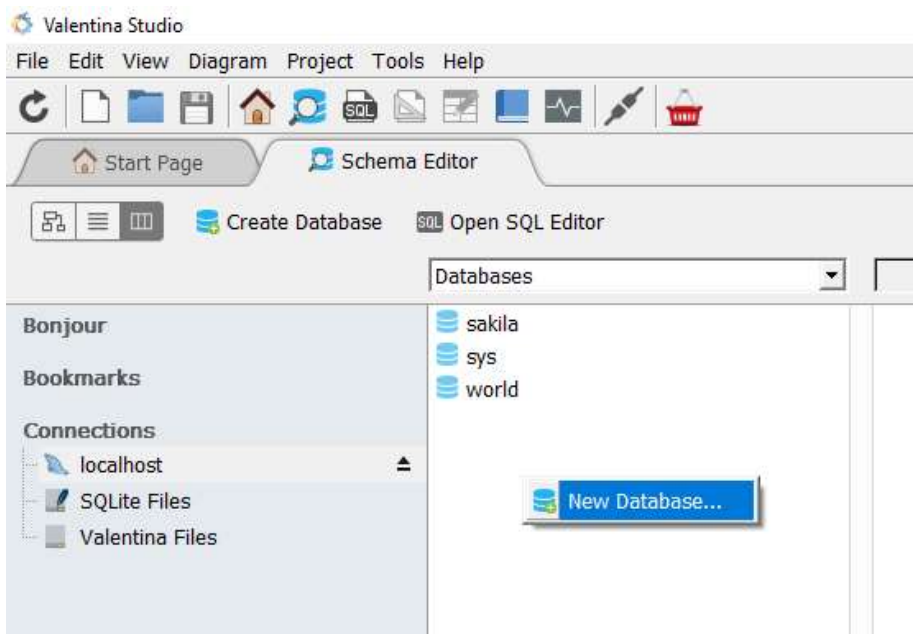 Valentina Studio
File Edit View Diagram Project Tools Help
SQL
Start Page
Schema Editor
Create Database
SQL Open SQL Editor
Databases
Bonjour
Bookmarks
Connections
localhost
SQLite Files
Valentina Files
sakila
sys
world
New Database...